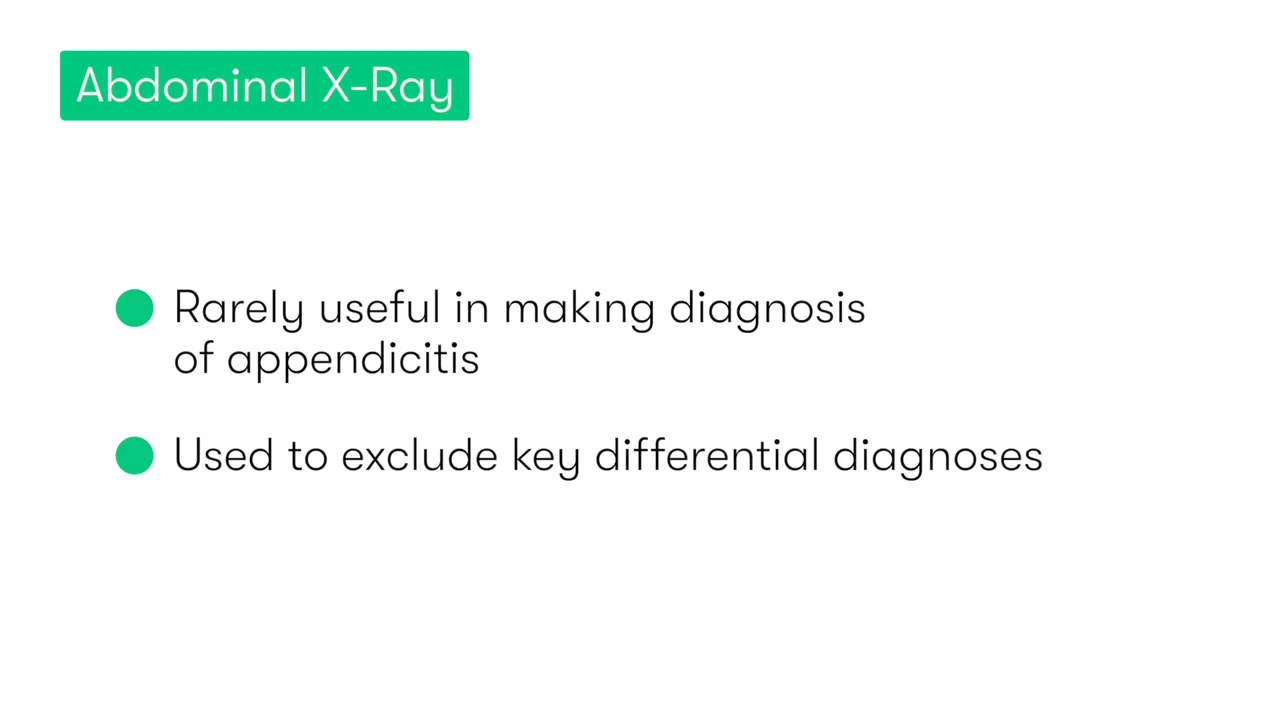 Abdominal X-Ray
Rarely useful in making diagnosis
of appendicitis
Used to exclude key differential diagnoses